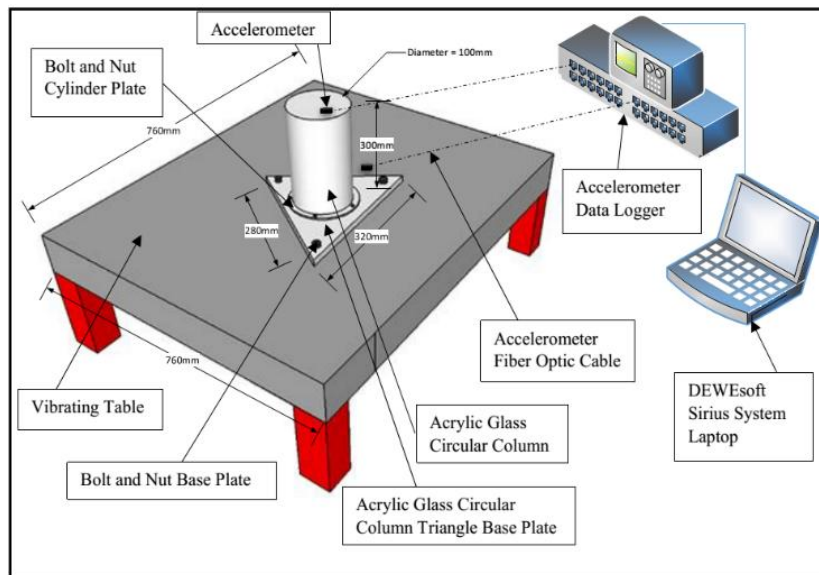 Accelerometer
Diameter = 100mm
Bolt and Nut
Cylinder Plate
760mm
300mm
Accelerometer
Data Logger
280mm
320mm
760mm
Accelerometer
Fiber Optic Cable
Vibrating Table
DEWEsoft
Sirius System
Laptop
Acrylic Glass
Circular Column
Bolt and Nut Base Plate
Acrylic Glass Circular
Column Triangle Base Plate